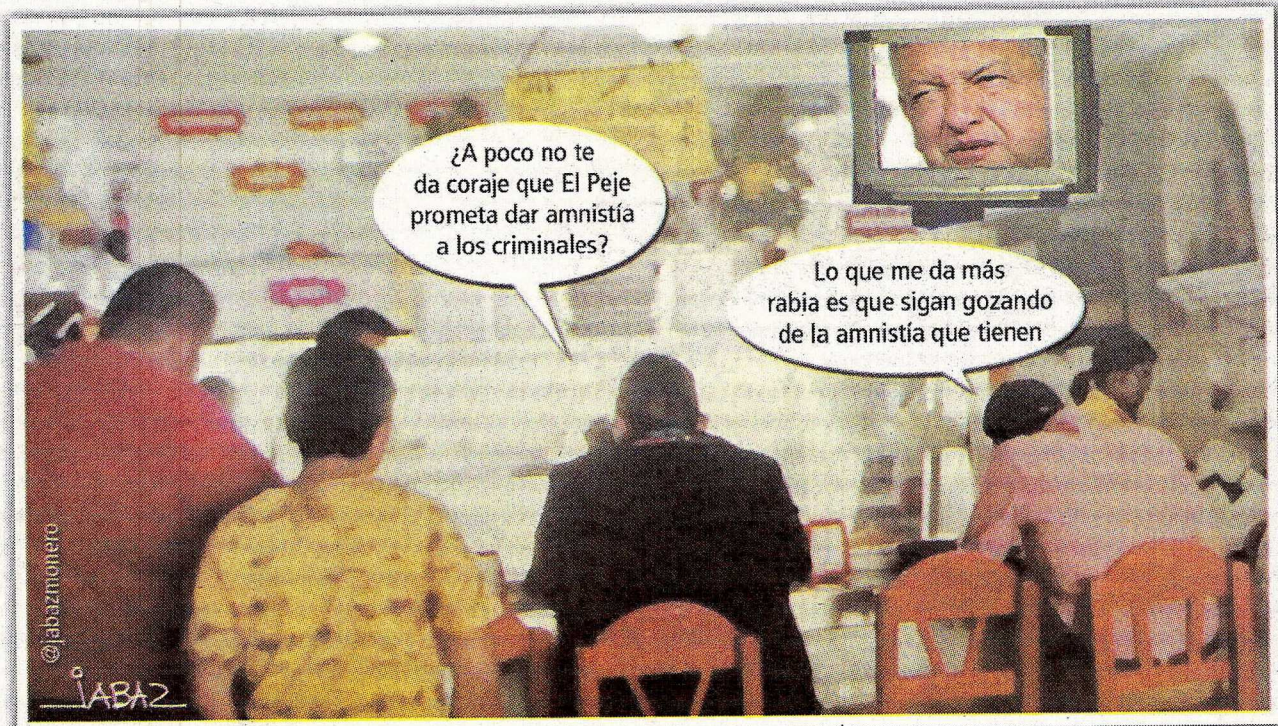 ¿A poco no te
da coraje que El Peje
prometa dar amnistía
a los criminales?
Lo que me da más
rabia es que sigan gozando
de la amnistía que tienen
@jabazmonero
JABAZ